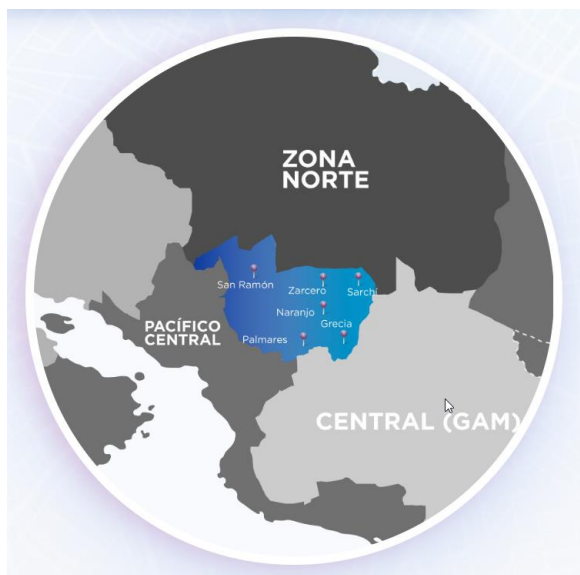 ZONA
NORTE
San Ramón
Zarcero
Sarchí
Naranjo
Grecia
PACÍFICO
CENTRAL
Palmares
CENTRAL (GAM)